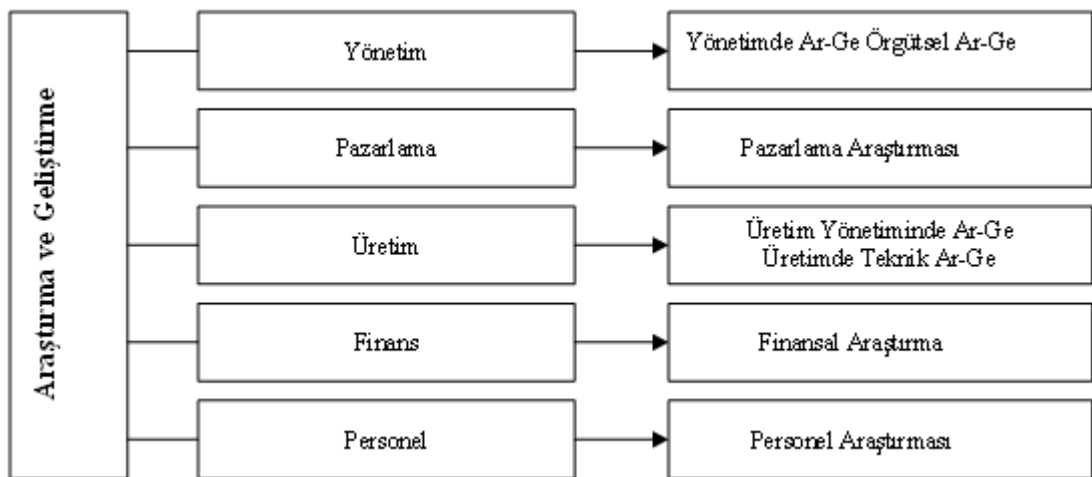 Araştırma ve Geliştirme
Yönetim
Yönetimde Ar-Ge Örgütsel Ar-Ge
Pazarlama
Pazarlama Araştırması
Üretim
Üretim Yönetiminde Ar-Ge
Üretimde Teknik Ar-Ge
Finans
Finansal Araştırma
Personel
Personel Araştırması